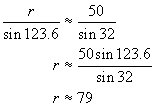 r / sin 123.6 ≈ 50 / sin 32
r ≈ 50 sin 123.6 / sin 32
r ≈ 79